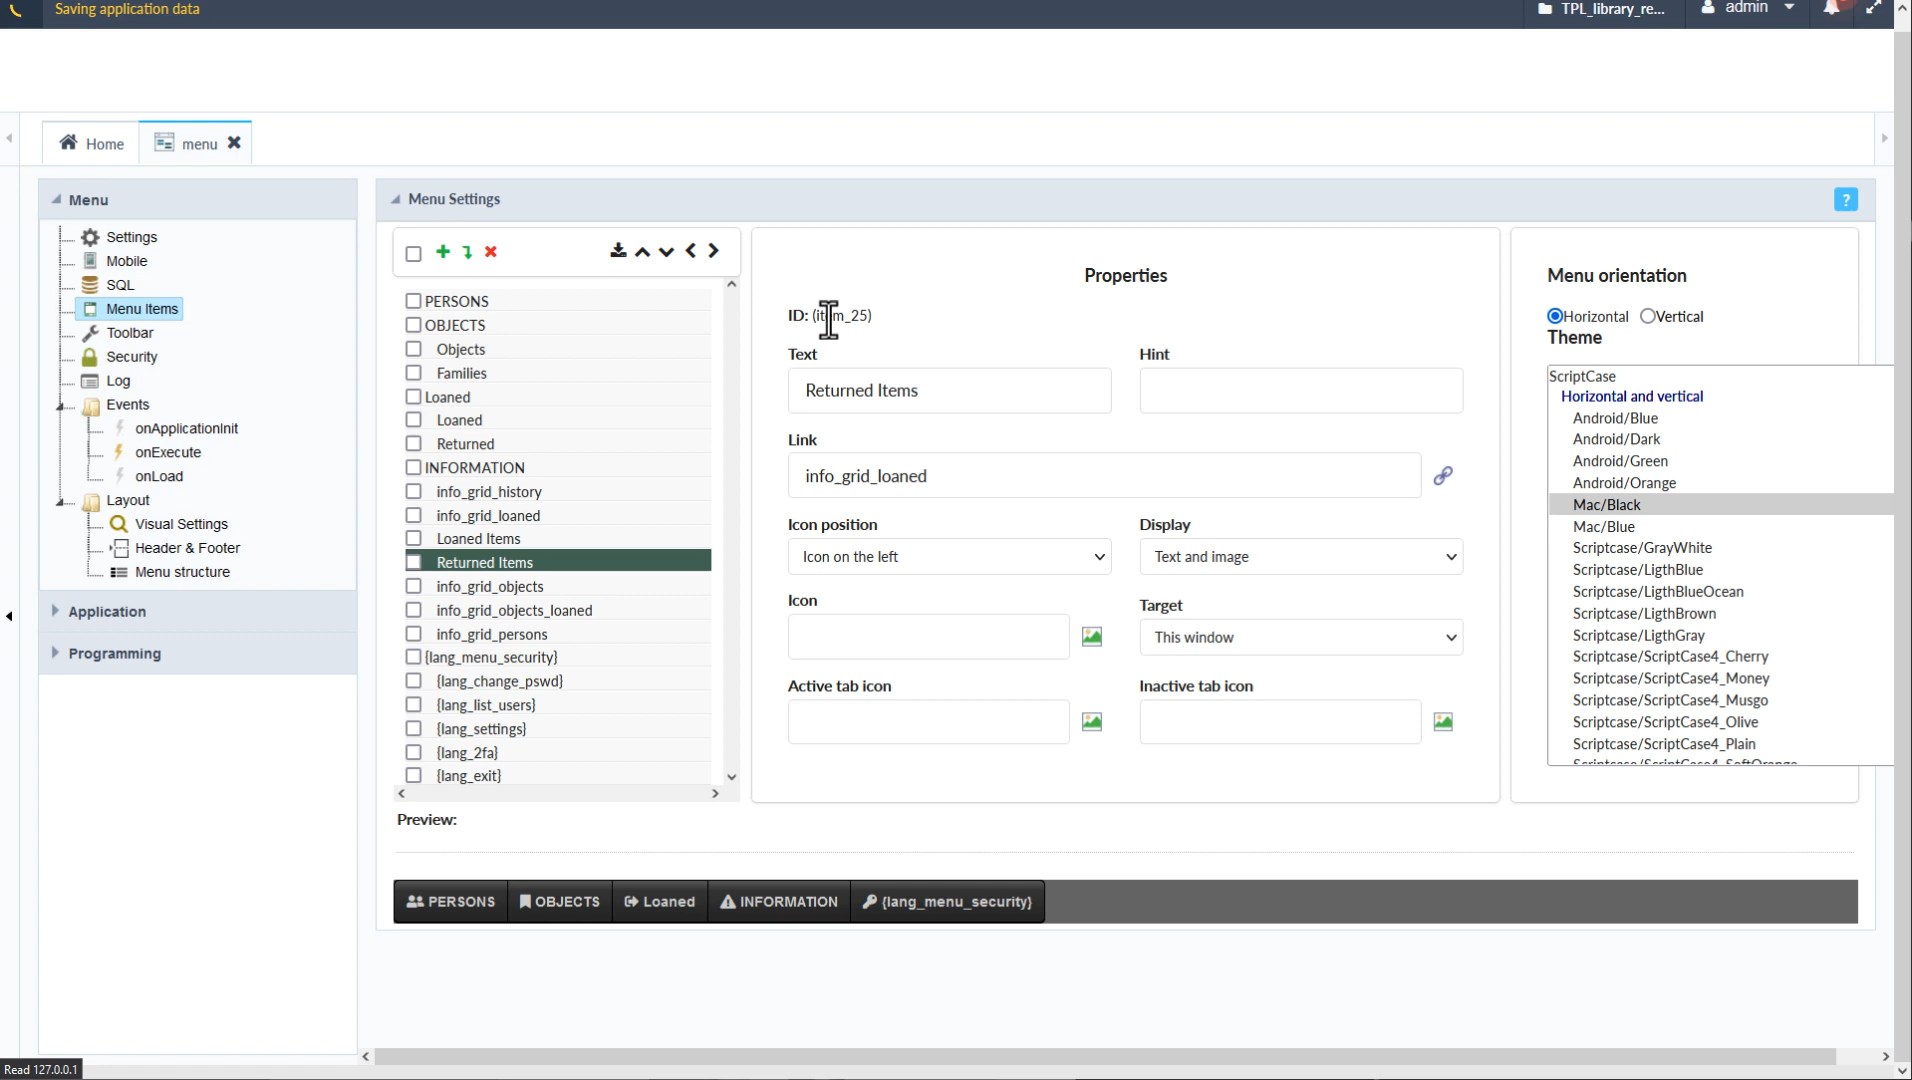 Saving application data
TPL_library_re...
admin
Home
menu
Menu
Settings
Mobile
SQL
Menu Items
Toolbar
Security
Log
Events
onApplicationInit
onExecute
onLoad
Layout
Visual Settings
Header & Footer
Menu structure
Application
Programming
Menu Settings
?
PERSONS
OBJECTS
Objects
Families
Loaned
Loaned
Returned
INFORMATION
info_grid_history
info_grid_loaned
Loaned Items
Returned Items
info_grid_objects
info_grid_objects_loaned
info_grid_persons
{lang_menu_security}
{lang_change_pswd}
{lang_list_users}
{lang_settings}
{lang_2fa}
{lang_exit}
Properties
ID: (item_25)
Text
Hint
Returned Items
Link
info_grid_loaned
Icon position
Display
Icon on the left
Text and image
Icon
Target
This window
Active tab icon
Inactive tab icon
Menu orientation
Horizontal
Vertical
Theme
ScriptCase
Horizontal and vertical
Android/Blue
Android/Dark
Android/Green
Android/Orange
Mac/Black
Mac/Blue
Scriptcase/GrayWhite
Scriptcase/LigthBlue
Scriptcase/LigthBlueOcean
Scriptcase/LigthBrown
Scriptcase/LigthGray
Scriptcase/ScriptCase4_Cherry
Scriptcase/ScriptCase4_Money
Scriptcase/ScriptCase4_Musgo
Scriptcase/ScriptCase4_Olive
Scriptcase/ScriptCase4_Plain
Scriptcase/ScriptCase4_SoftOrange
Preview:
PERSONS
OBJECTS
Loaned
INFORMATION
{lang_menu_security}
Read 127.0.0.1